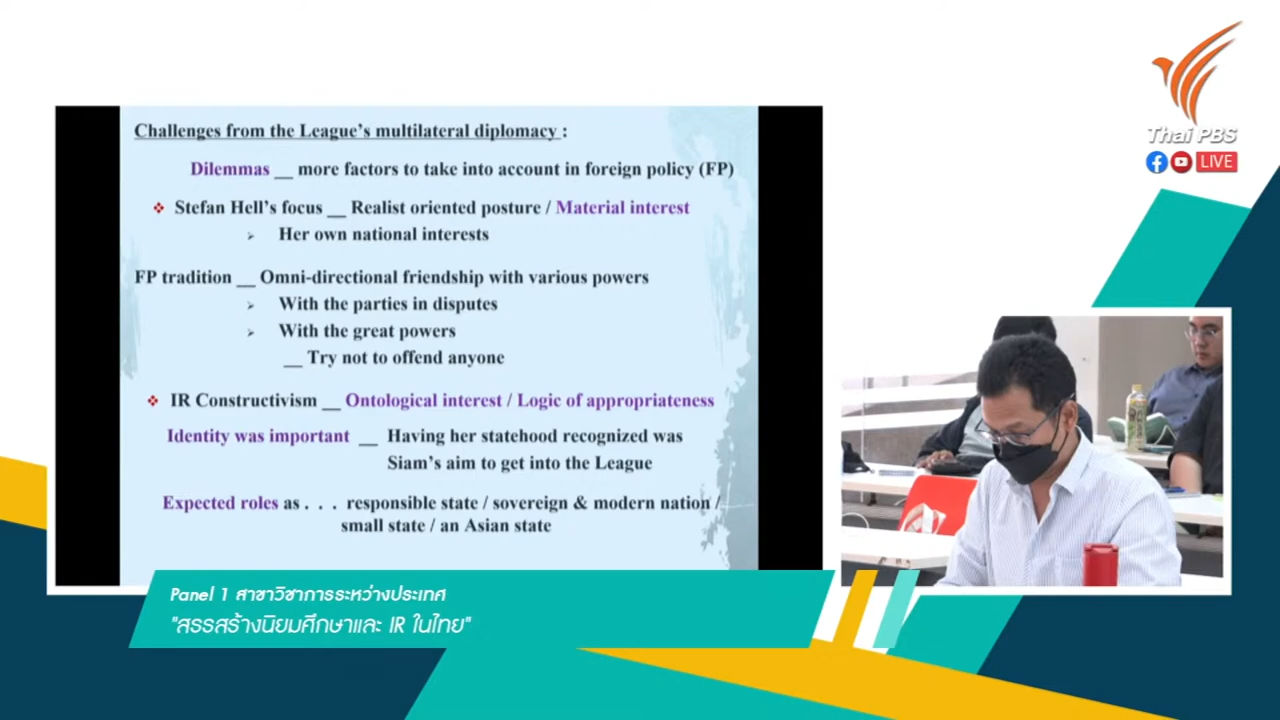 Challenges from the League's multilateral diplomacy :
Dilemmas __ more factors to take into account in foreign policy (FP)
Stefan Hell's focus __ Realist oriented posture / Material interest
Her own national interests
FP tradition __ Omni-directional friendship with various powers
With the parties in disputes
With the great powers
__ Try not to offend anyone
IR Constructivism __ Ontological interest / Logic of appropriateness
Identity was important __ Having her statehood recognized was
Siam's aim to get into the League
Expected roles as . . . responsible state / sovereign & modern nation /
small state / an Asian state
Thai PBS
LIVE
Panel 1 สาขาวิชาการระหว่างประเทศ
"สรรสร้างนิยมศึกษาและ IR ในไทย"